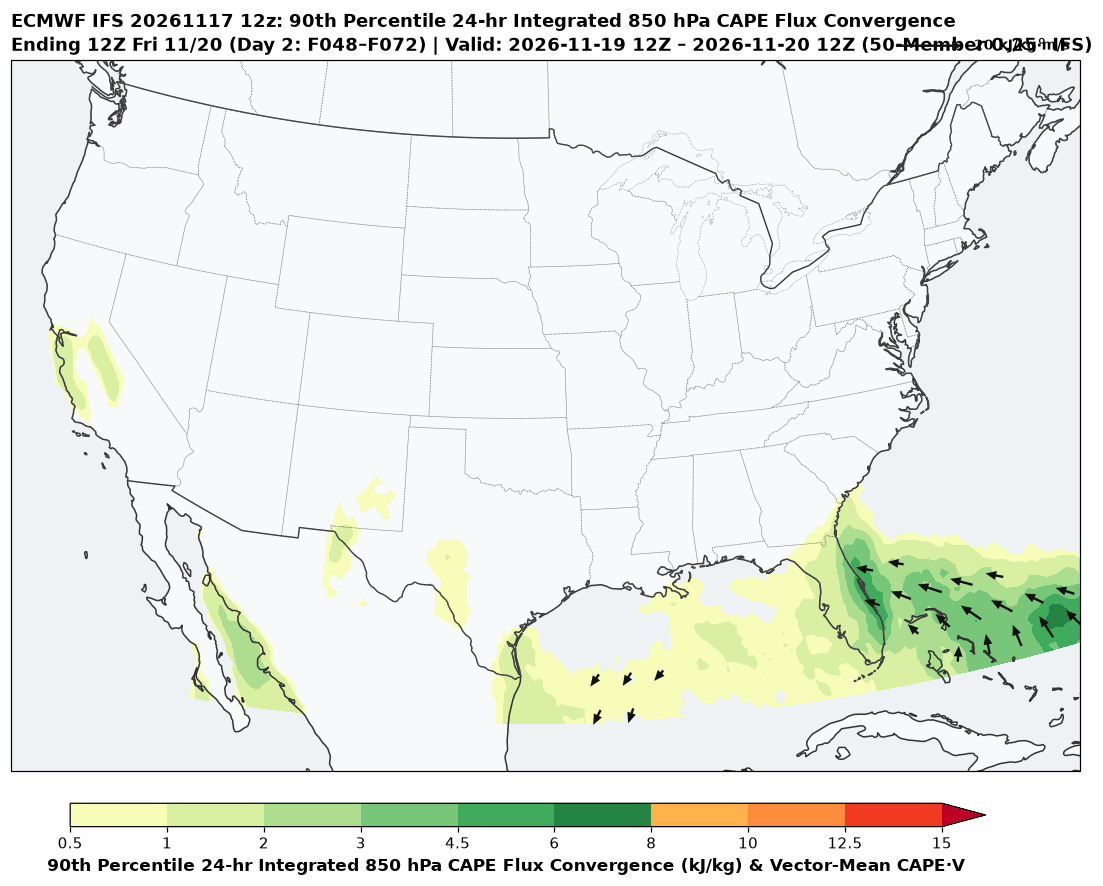 ECMWF IFS 20261117 12z: 90th Percentile 24-hr Integrated 850 hPa CAPE Flux Convergence
Ending 12Z Fri 11/20 (Day 2: F048–F072) | Valid: 2026-11-19 12Z – 2026-11-20 12Z (50-Member 0.25° IFS)
0.5 1 2 3 4.5 6 8 10 12.5 15
90th Percentile 24-hr Integrated 850 hPa CAPE Flux Convergence (kJ/kg) & Vector-Mean CAPE·V